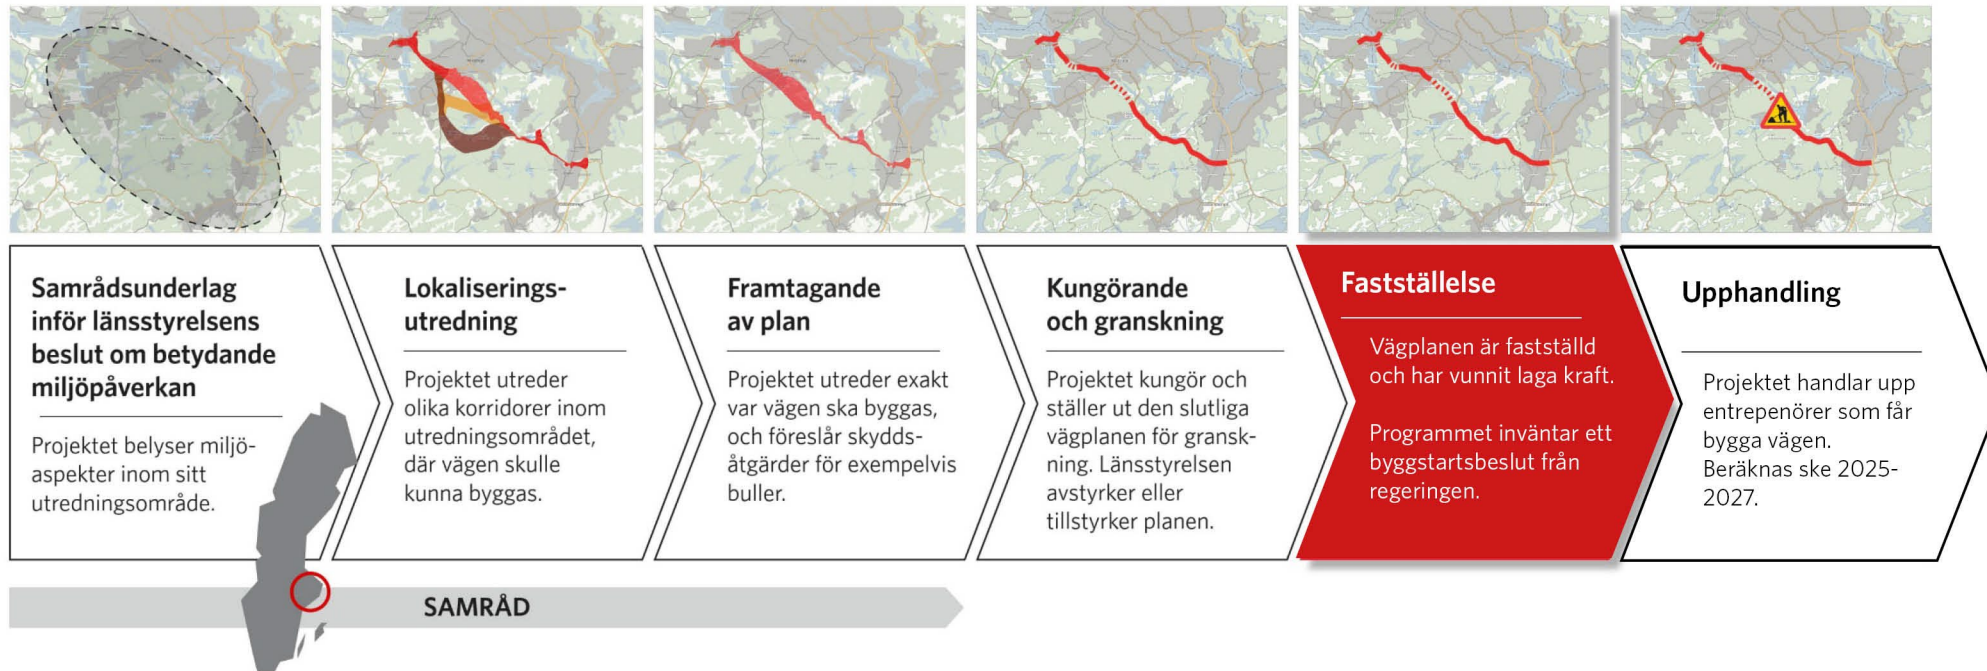 Samrådsunderlag
inför länsstyrelsens
beslut om betydande
miljöpåverkan
Projektet belyser miljö-
aspekter inom sitt
utredningsområde.
Lokaliserings-
utredning
Projektet utreder
olika korridorer inom
utredningsområdet,
där vägen skulle
kunna byggas.
Framtagande
av plan
Projektet utreder exakt
var vägen ska byggas,
och föreslår skydds-
åtgärder för exempelvis
buller.
Kungörande
och granskning
Projektet kungör och
ställer ut den slutliga
vägplanen för gransk-
ning. Länsstyrelsen
avstyrker eller
tillstyrker planen.
Fastställelse
Vägplanen är fastställd
och har vunnit laga kraft.
Programmet inväntar ett
byggstartsbeslut från
regeringen.
Upphandling
Projektet handlar upp
entrepenörer som får
bygga vägen.
Beräknas ske 2025-
2027.
SAMRÅD